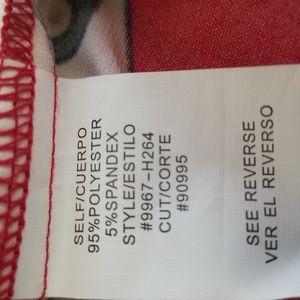 SELF/CUERPO
95%POLYESTER
5%SPANDEX
STYLE/ESTILO
#9967-H264
CUT/CORTE
#90995
SEE REVERSE
VER EL REVERSO